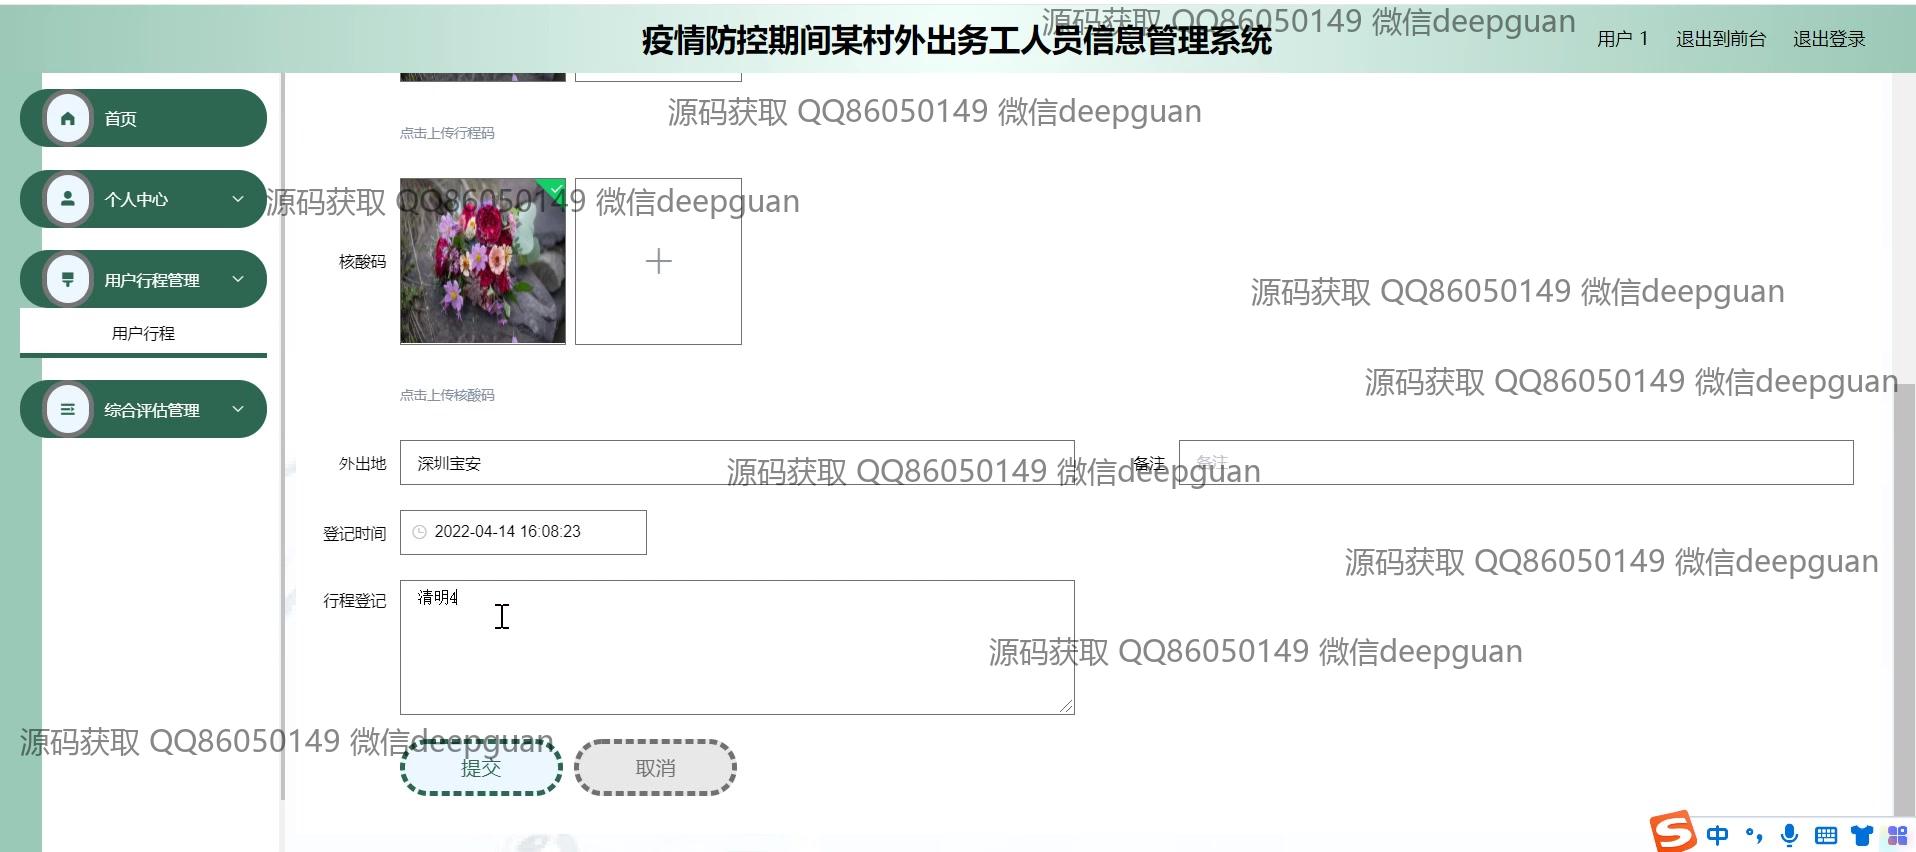 源码获取 QQ86050149 微信deepguan
疫情防控期间某村外出务工人员信息管理系统
用户 1
退出到前台
退出登录
首页
源码获取 QQ86050149 微信deepguan
点击上传行程码
个人中心
源码获取 QQ86050149 微信deepguan
核酸码
用户行程管理
源码获取 QQ86050149 微信deepguan
用户行程
源码获取 QQ86050149 微信deepguan
点击上传核酸码
综合评估管理
外出地
深圳宝安
源码获取 QQ86050149 微信deepguan
备注
备注
登记时间
2022-04-14 16:08:23
源码获取 QQ86050149 微信deepguan
行程登记
清明4
源码获取 QQ86050149 微信deepguan
源码获取 QQ86050149 微信deepguan
提交
取消
S
中